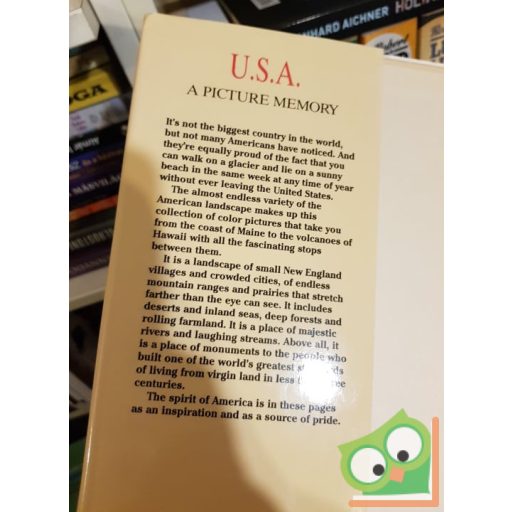 U.S.A.
A PICTURE MEMORY
It's not the biggest country in the world,
but not many Americans have noticed. And
they're equally proud of the fact that you
can walk on a glacier and lie on a sunny
beach in the same week at any time of year
without ever leaving the United States.
The almost endless variety of the
American landscape makes up this
collection of color pictures that take you
from the coast of Maine to the volcanoes of
Hawaii with all the fascinating stops
between them.
It is a landscape of small New England
villages and crowded cities, of endless
mountain ranges and prairies that stretch
farther than the eye can see. It includes
deserts and inland seas, deep forests and
rolling farmland. It is a place of majestic
rivers and laughing streams. Above all, it
is a place of monuments to the people who
built one of the world's greatest
of living from virgin land in less
centuries.
The spirit of America is in these pages
as an inspiration and as a source of pride.
HARD AICHNER
OGA